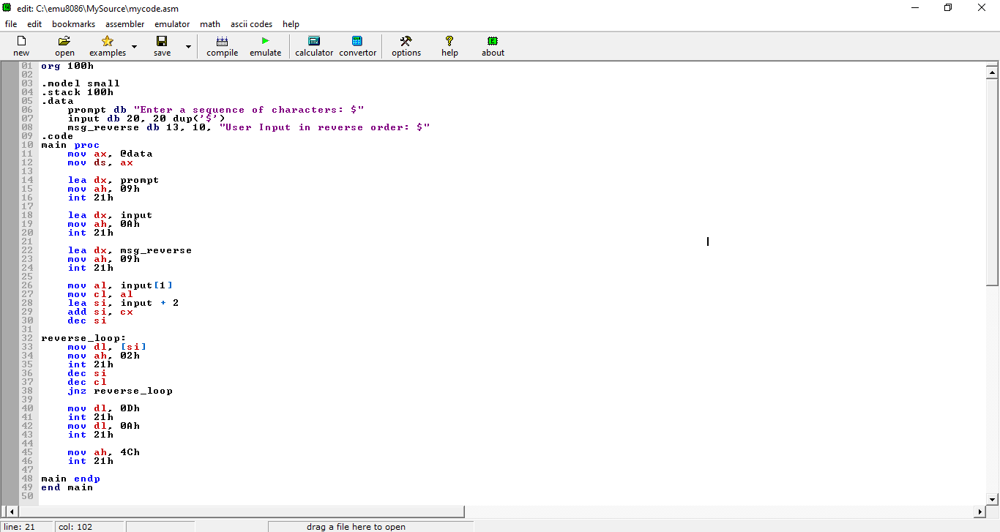 edit: C:\emu8086\MySource\mycode.asm
file edit bookmarks assembler emulator math ascii codes help
new open examples save compile emulate calculator convertor options help about
01 org 100h
02
03 .model small
04 .stack 100h
05 .data
06     prompt db "Enter a sequence of characters: $"
07     input db 20, 20 dup('$')
08     msg_reverse db 13, 10, "User Input in reverse order: $"
09 .code
10 main proc
11     mov ax, @data
12     mov ds, ax
13
14     lea dx, prompt
15     mov ah, 09h
16     int 21h
17
18     lea dx, input
19     mov ah, 0Ah
20     int 21h
21
22     lea dx, msg_reverse
23     mov ah, 09h
24     int 21h
25
26     mov al, input[1]
27     mov cl, al
28     lea si, input + 2
29     add si, cx
30     dec si
31
32 reverse_loop:
33     mov dl, [si]
34     mov ah, 02h
35     int 21h
36     dec si
37     dec cl
38     jnz reverse_loop
39
40     mov dl, 0Dh
41     int 21h
42     mov dl, 0Ah
43     int 21h
44
45     mov ah, 4Ch
46     int 21h
47
48 main endp
49 end main
50
line: 21 col: 102 drag a file here to open